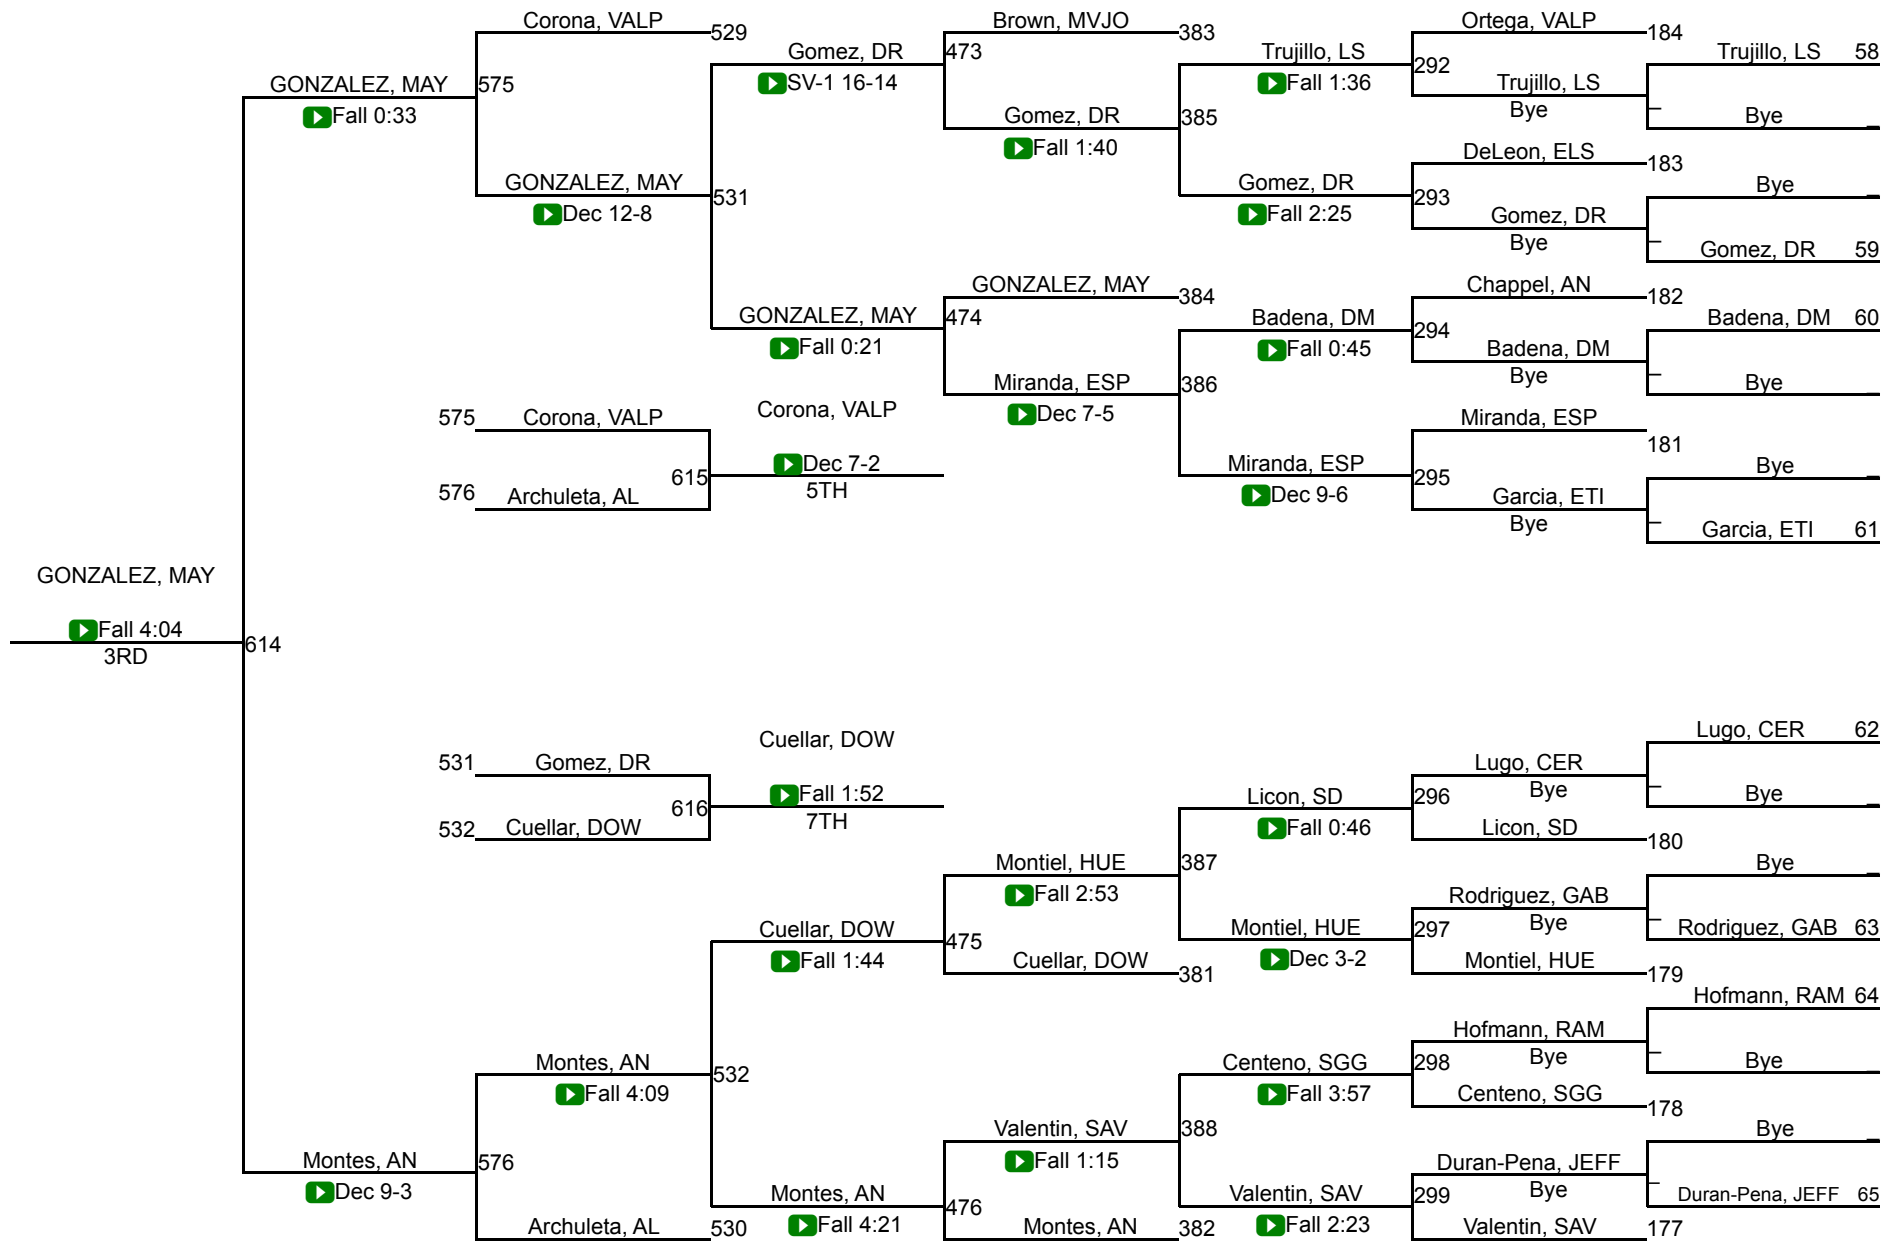 Corona, VALP
529
Brown, MVJO
383
Ortega, VALP
184
Gomez, DR
473
Trujillo, LS
292
Trujillo, LS 58
GONZALEZ, MAY
575
SV-1 16-14
Fall 1:36
Trujillo, LS
Bye
Fall 0:33
Gomez, DR
385
Bye
Fall 1:40
DeLeon, ELS
183
GONZALEZ, MAY
531
Gomez, DR
293
Bye
Dec 12-8
Fall 2:25
Gomez, DR
Bye
Gomez, DR 59
GONZALEZ, MAY
384
Chappel, AN
182
GONZALEZ, MAY
474
Badena, DM
294
Badena, DM 60
Fall 0:21
Fall 0:45
Badena, DM
Bye
Miranda, ESP
386
Bye
575
Corona, VALP
Corona, VALP
Dec 7-5
Miranda, ESP
181
Dec 7-2
Miranda, ESP
295
Bye
576
Archuleta, AL
615
5TH
Dec 9-6
Garcia, ETI
Bye
Garcia, ETI 61
GONZALEZ, MAY
Fall 4:04
3RD
614
Lugo, CER 62
Cuellar, DOW
531
Gomez, DR
Lugo, CER
Bye
616
Fall 1:52
Licon, SD
296
Bye
532
Cuellar, DOW
7TH
Fall 0:46
Licon, SD
180
Montiel, HUE
387
Bye
Fall 2:53
Rodriguez, GAB
Bye
Cuellar, DOW
475
Montiel, HUE
297
Rodriguez, GAB 63
Fall 1:44
Cuellar, DOW
381
Dec 3-2
Montiel, HUE
179
Hofmann, RAM 64
Hofmann, RAM
Bye
Montes, AN
532
Centeno, SGG
298
Bye
Fall 4:09
Fall 3:57
Centeno, SGG
178
Valentin, SAV
388
Bye
Montes, AN
576
Fall 1:15
Duran-Pena, JEFF
Bye
Dec 9-3
Montes, AN
476
Valentin, SAV
299
Duran-Pena, JEFF 65
Archuleta, AL
530
Fall 4:21
Montes, AN
382
Fall 2:23
Valentin, SAV
177